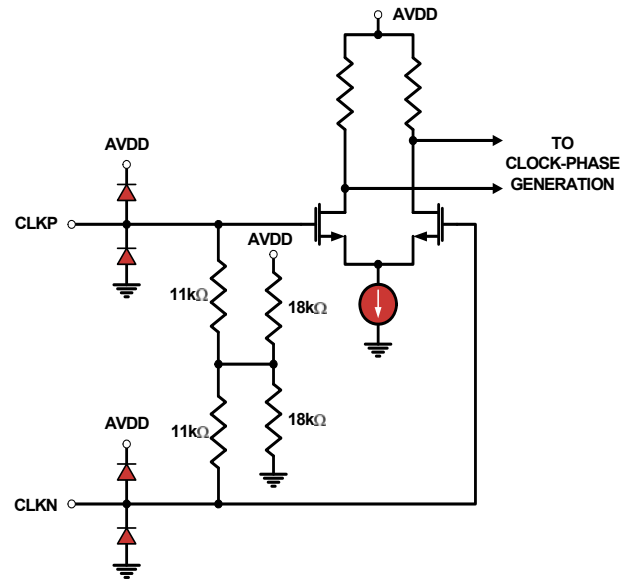 AVDD
TO
CLOCK-PHASE
GENERATION
AVDD
CLKP
AVDD
11kΩ
18kΩ
11kΩ
18kΩ
AVDD
CLKN